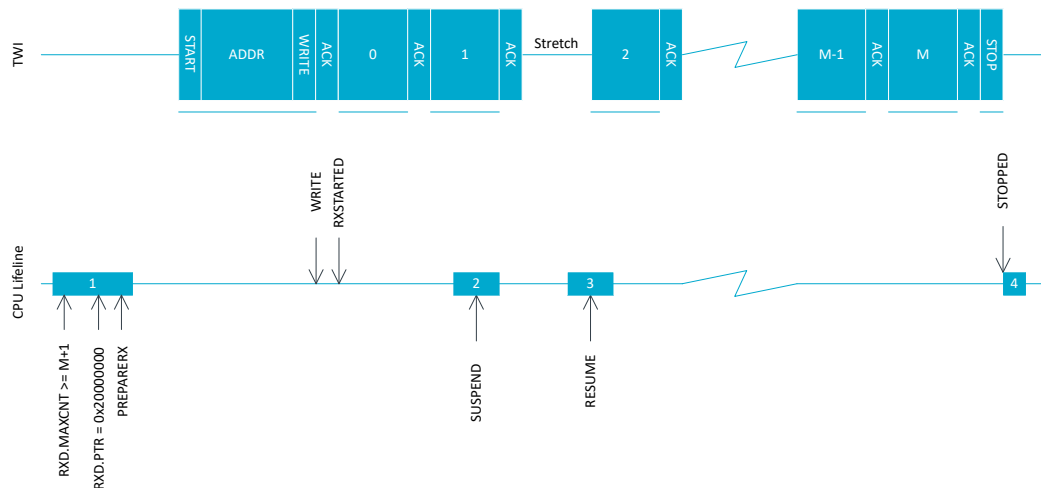 TWI
START
ADDR
WRITE
ACK
0
ACK
1
ACK
Stretch
2
ACK
M-1
ACK
M
ACK
STOP
WRITE
RXSTARTED
STOPPED
CPU Lifeline
1
2
3
4
RXD.MAXCNT >= M+1
RXD.PTR = 0x20000000
PREPARERX
SUSPEND
RESUME